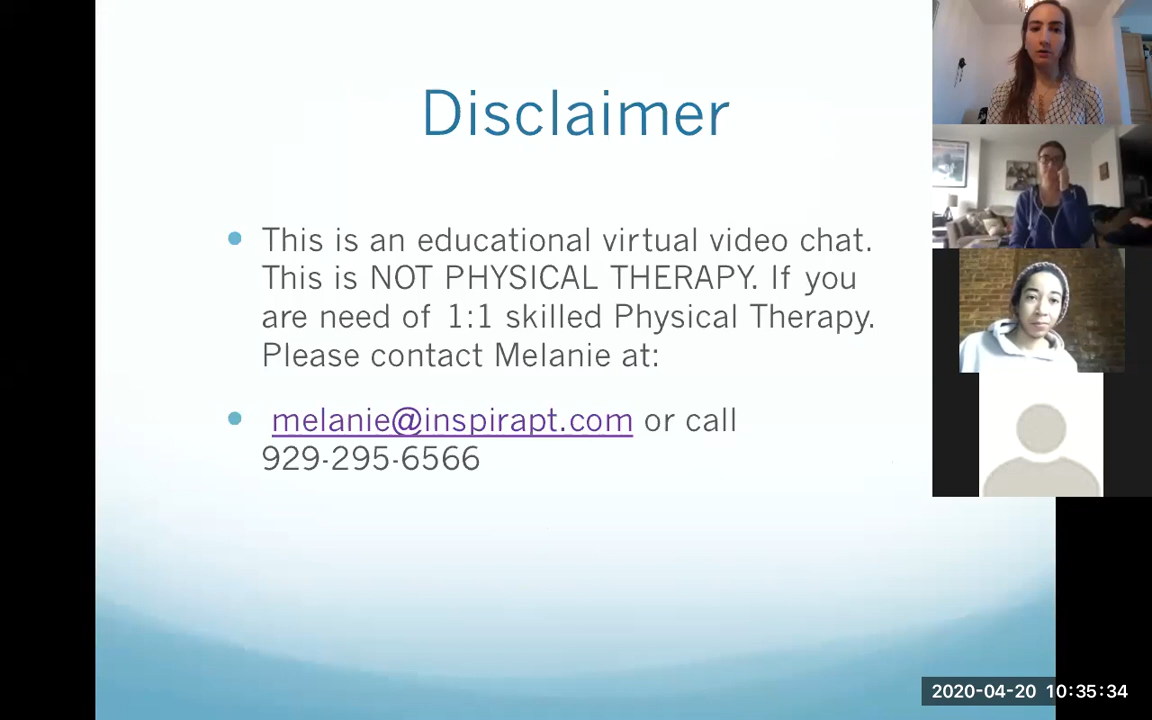 Disclaimer
This is an educational virtual video chat.
This is NOT PHYSICAL THERAPY. If you
are need of 1:1 skilled Physical Therapy.
Please contact Melanie at:
melanie@inspirapt.com or call
929-295-6566
2020-04-20 10:35:34